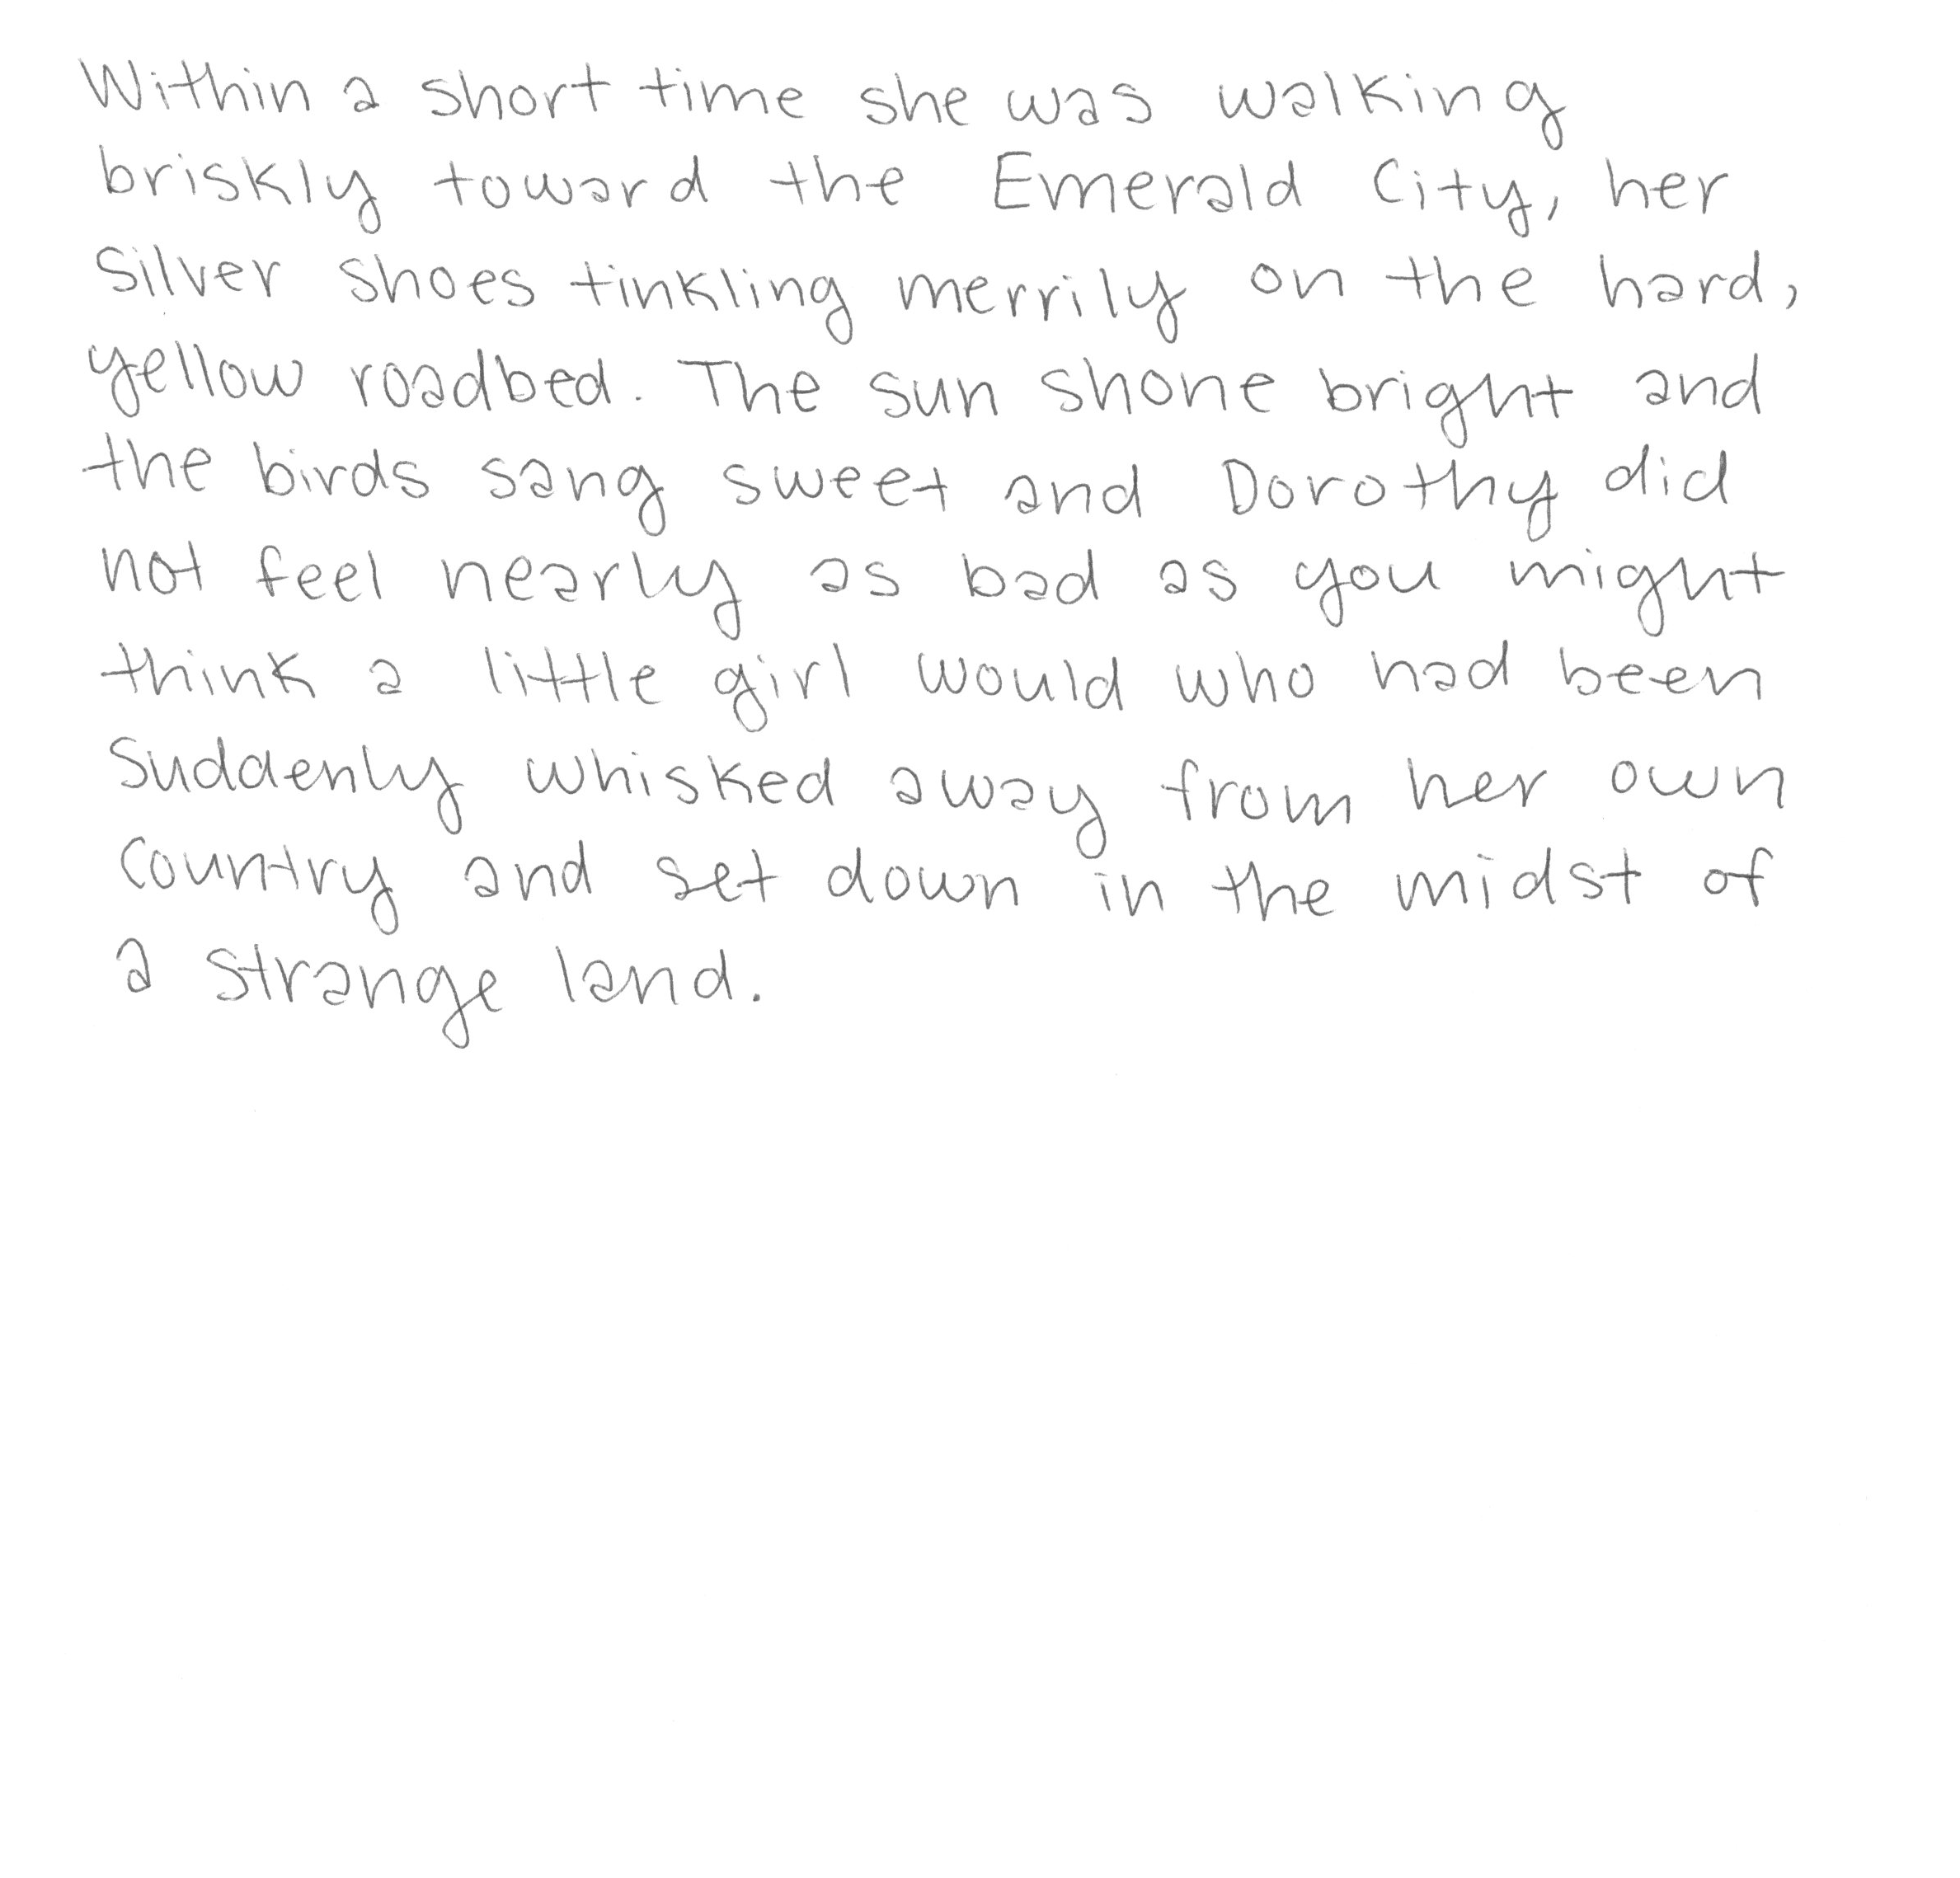 Within a short time she was walking
briskly toward the Emerald City, her
Silver Shoes tinkling merrily on the hard,
yellow roadbed. The sun shone bright and
the birds sang sweet and Dorothy did
not feel nearly as bad as you might
think a little girl would who had been
suddenly whisked away from her own
country and set down in the midst of
a strange land.